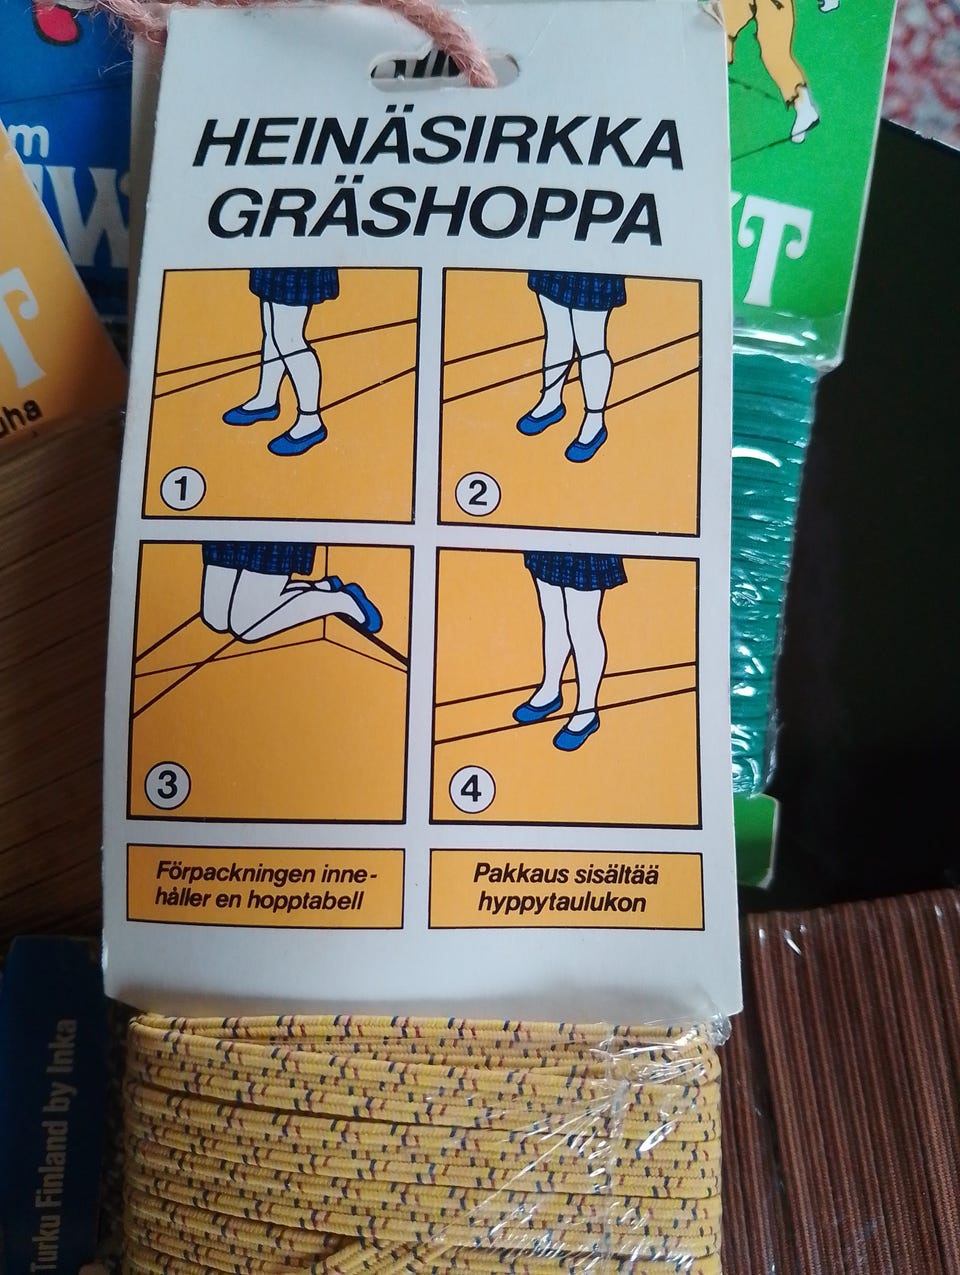 HEINÄSIRKKA
GRÄSHOPPA
1
2
3
4
Förpackningen inne-
håller en hopptabell
Pakkaus sisältää
hyppytaulukon
Turku Finland by Inka